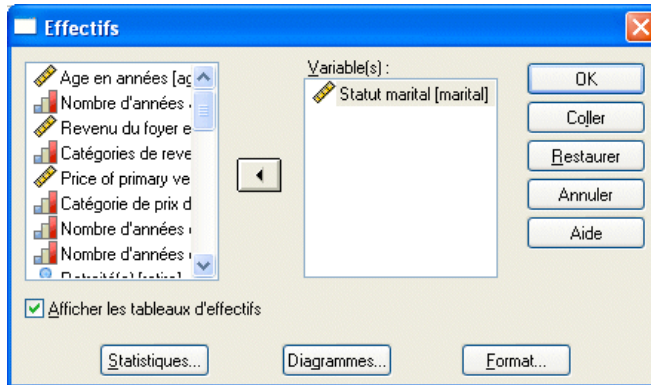 Effectifs
Age en années [ag
Nombre d'années
Revenu du foyer e
Catégories de reve
Price of primary ve
Catégorie de prix d
Nombre d'années
Nombre d'années
Retraité(s) [retire]
Variable(s) :
Statut marital [marital]
OK
Coller
Restaurer
Annuler
Aide
Afficher les tableaux d'effectifs
Statistiques...
Diagrammes...
Format...